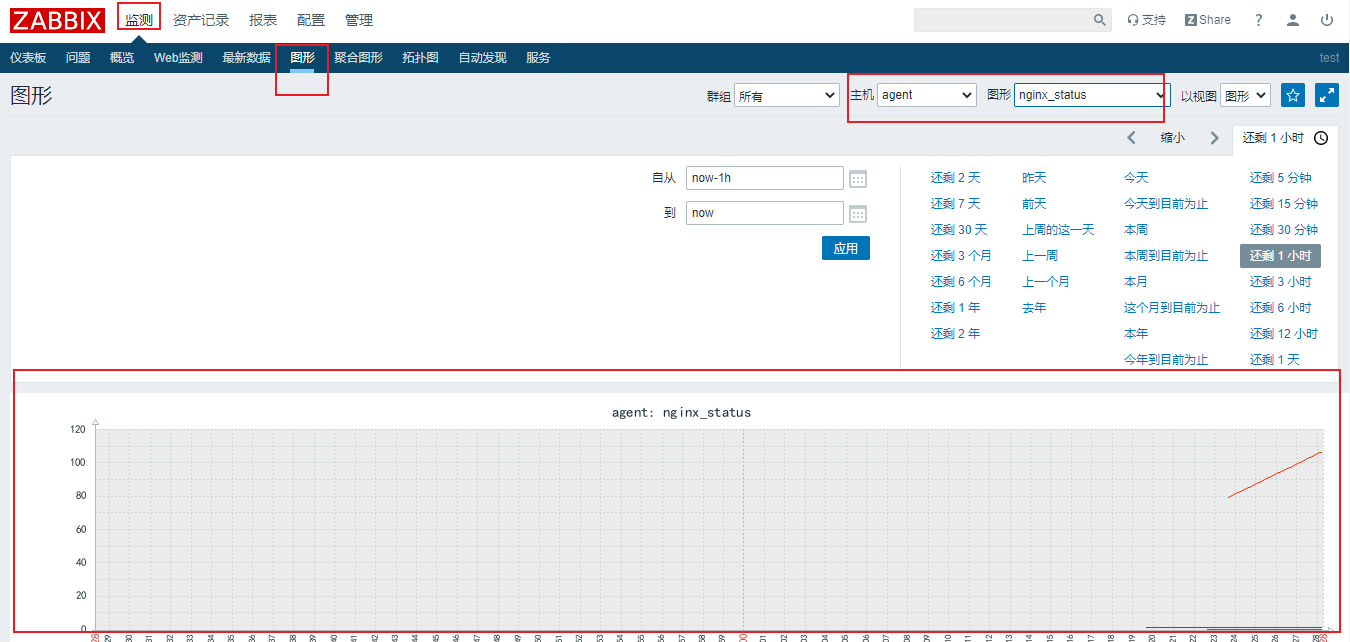 ZABBIX 监测 资产记录 报表 配置 管理 支持 Z Share ?
仪表板 问题 概览 Web监测 最新数据 图形 聚合图形 拓扑图 自动发现 服务 test
图形 群组 所有 主机 agent 图形 nginx_status 以视图 图形
缩小 还剩 1 小时
自从 now-1h
到 now
应用
还剩 2 天 昨天 今天 还剩 5 分钟
还剩 7 天 前天 今天到目前为止 还剩 15 分钟
还剩 30 天 上周的这一天 本周 还剩 30 分钟
还剩 3 个月 上一周 本周到目前为止 还剩 1 小时
还剩 6 个月 上一个月 本月 还剩 3 小时
还剩 1 年 去年 这个月到目前为止 还剩 6 小时
还剩 2 年 本年 还剩 12 小时
今年到目前为止 还剩 1 天
agent: nginx_status
120
100
80
60
40
20
0